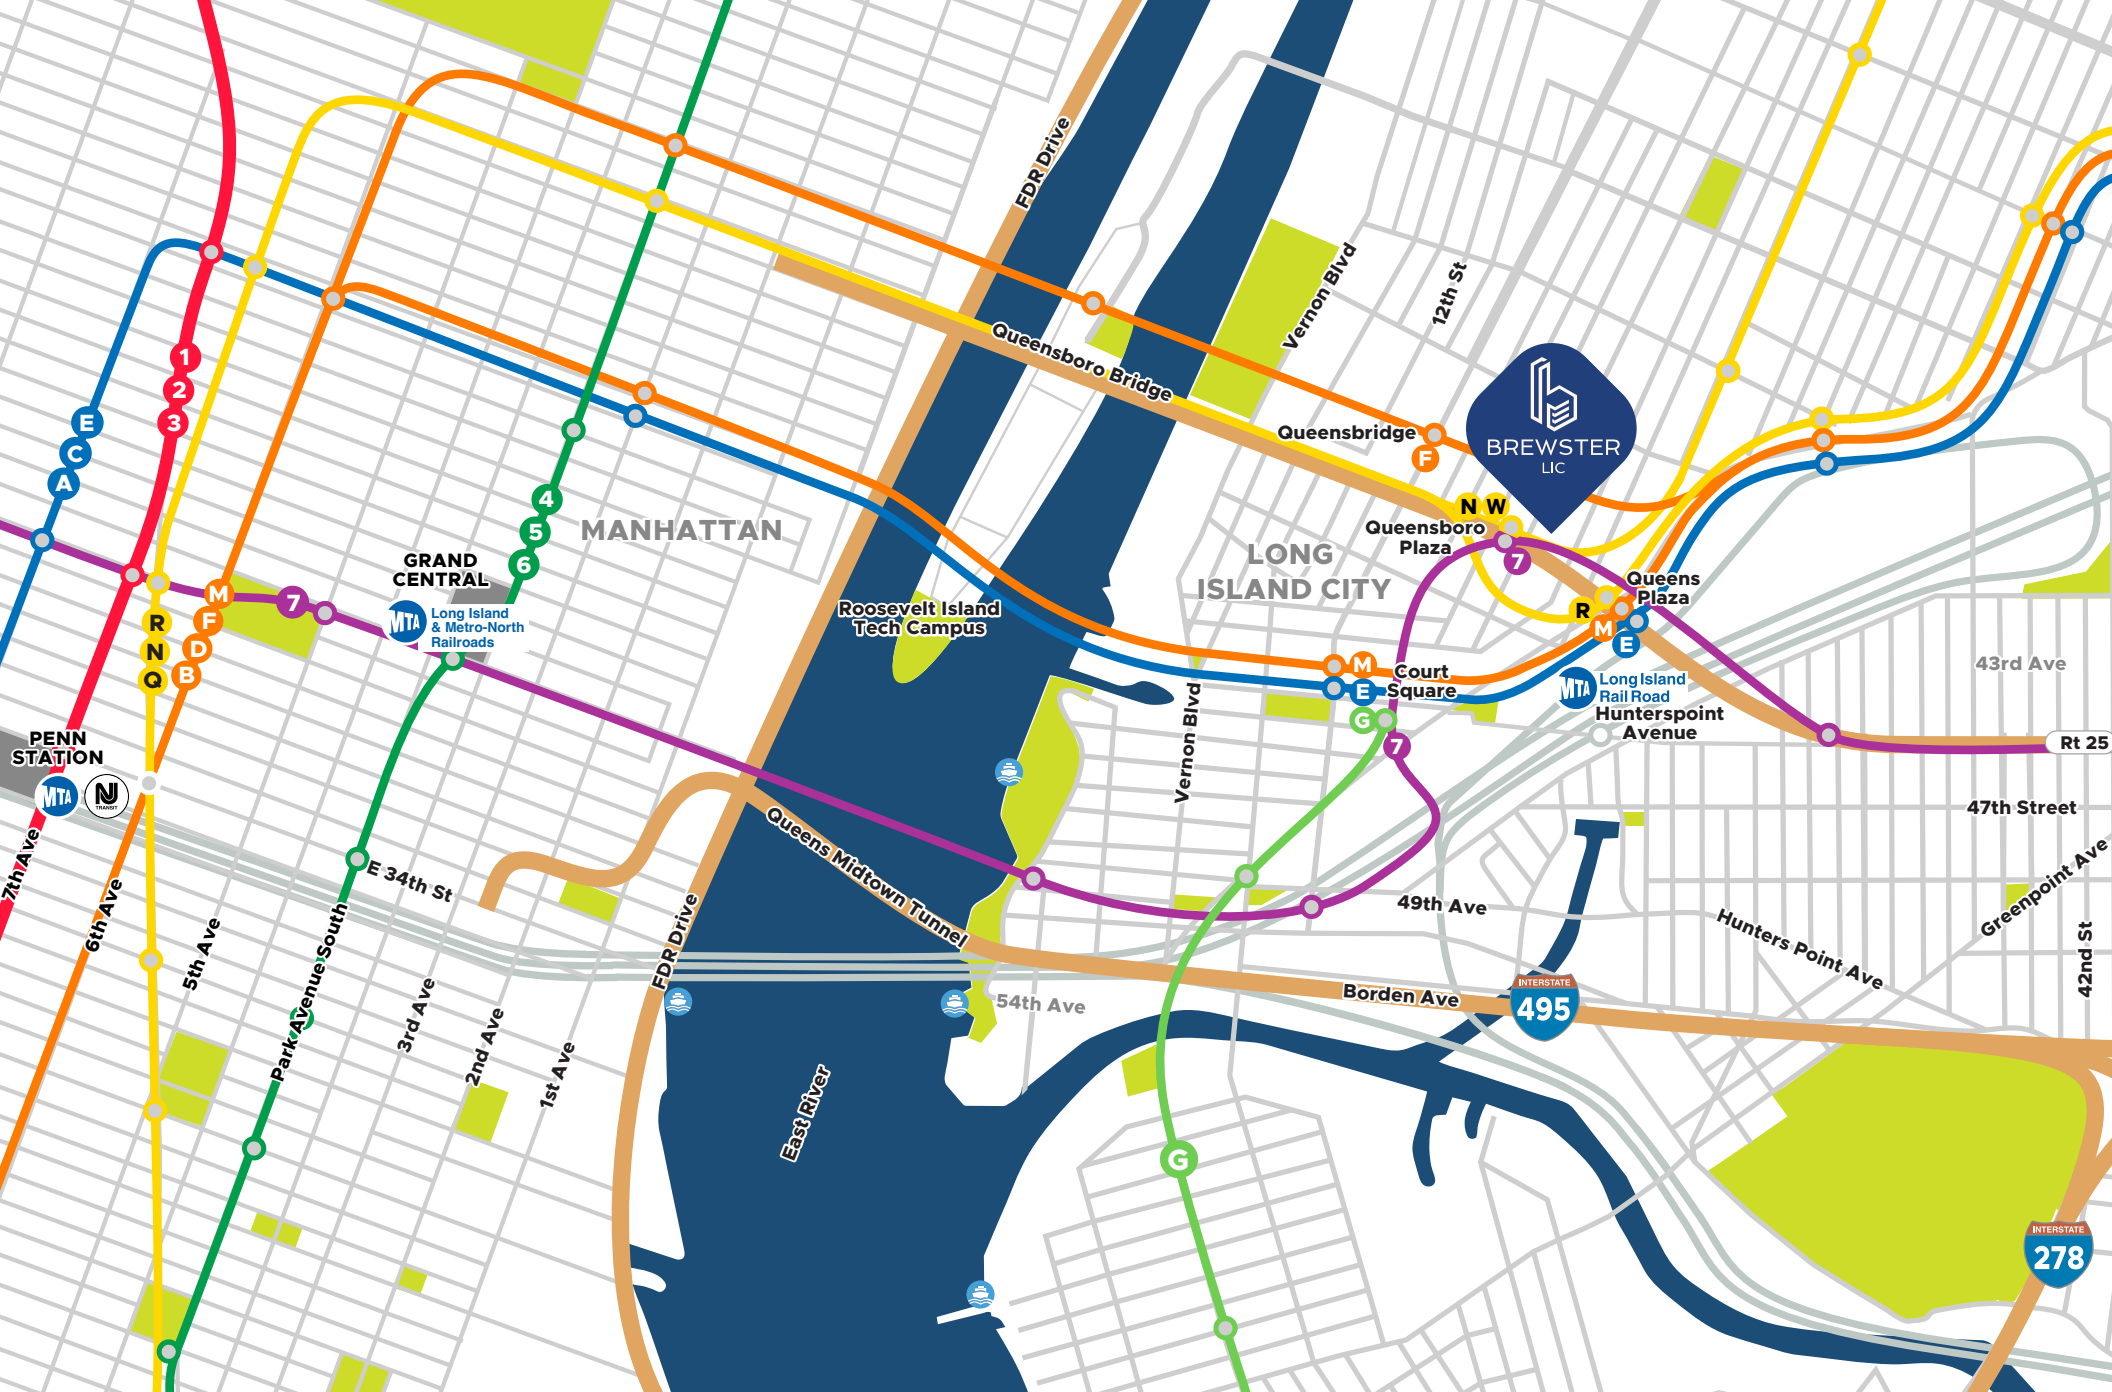 FDR Drive
Vernon Blvd
12th St
Queensboro Bridge
1
2
3
E
C
A
BREWSTER
LIC
Queensbridge
F
N W
Queensboro
Plaza
7
4
5
6
MANHATTAN
GRAND
CENTRAL
MTA
Long Island
& Metro-North
Railroads
LONG
ISLAND CITY
Queens
Plaza
R
M
E
M
F
D
B
7
R
N
Q
Roosevelt Island
Tech Campus
M
E
Court
Square
G
7
MTA
Long Island
Rail Road
Hunterspoint
Avenue
43rd Ave
Rt 25
PENN
STATION
MTA
NJ
TRANSIT
Vernon Blvd
47th Street
Queens Midtown Tunnel
7th Ave
6th Ave
E 34th St
5th Ave
Park Avenue South
3rd Ave
2nd Ave
1st Ave
FDR Drive
49th Ave
Greenpoint Ave
Hunters Point Ave
42nd St
54th Ave
Borden Ave
INTERSTATE
495
East River
G
INTERSTATE
278